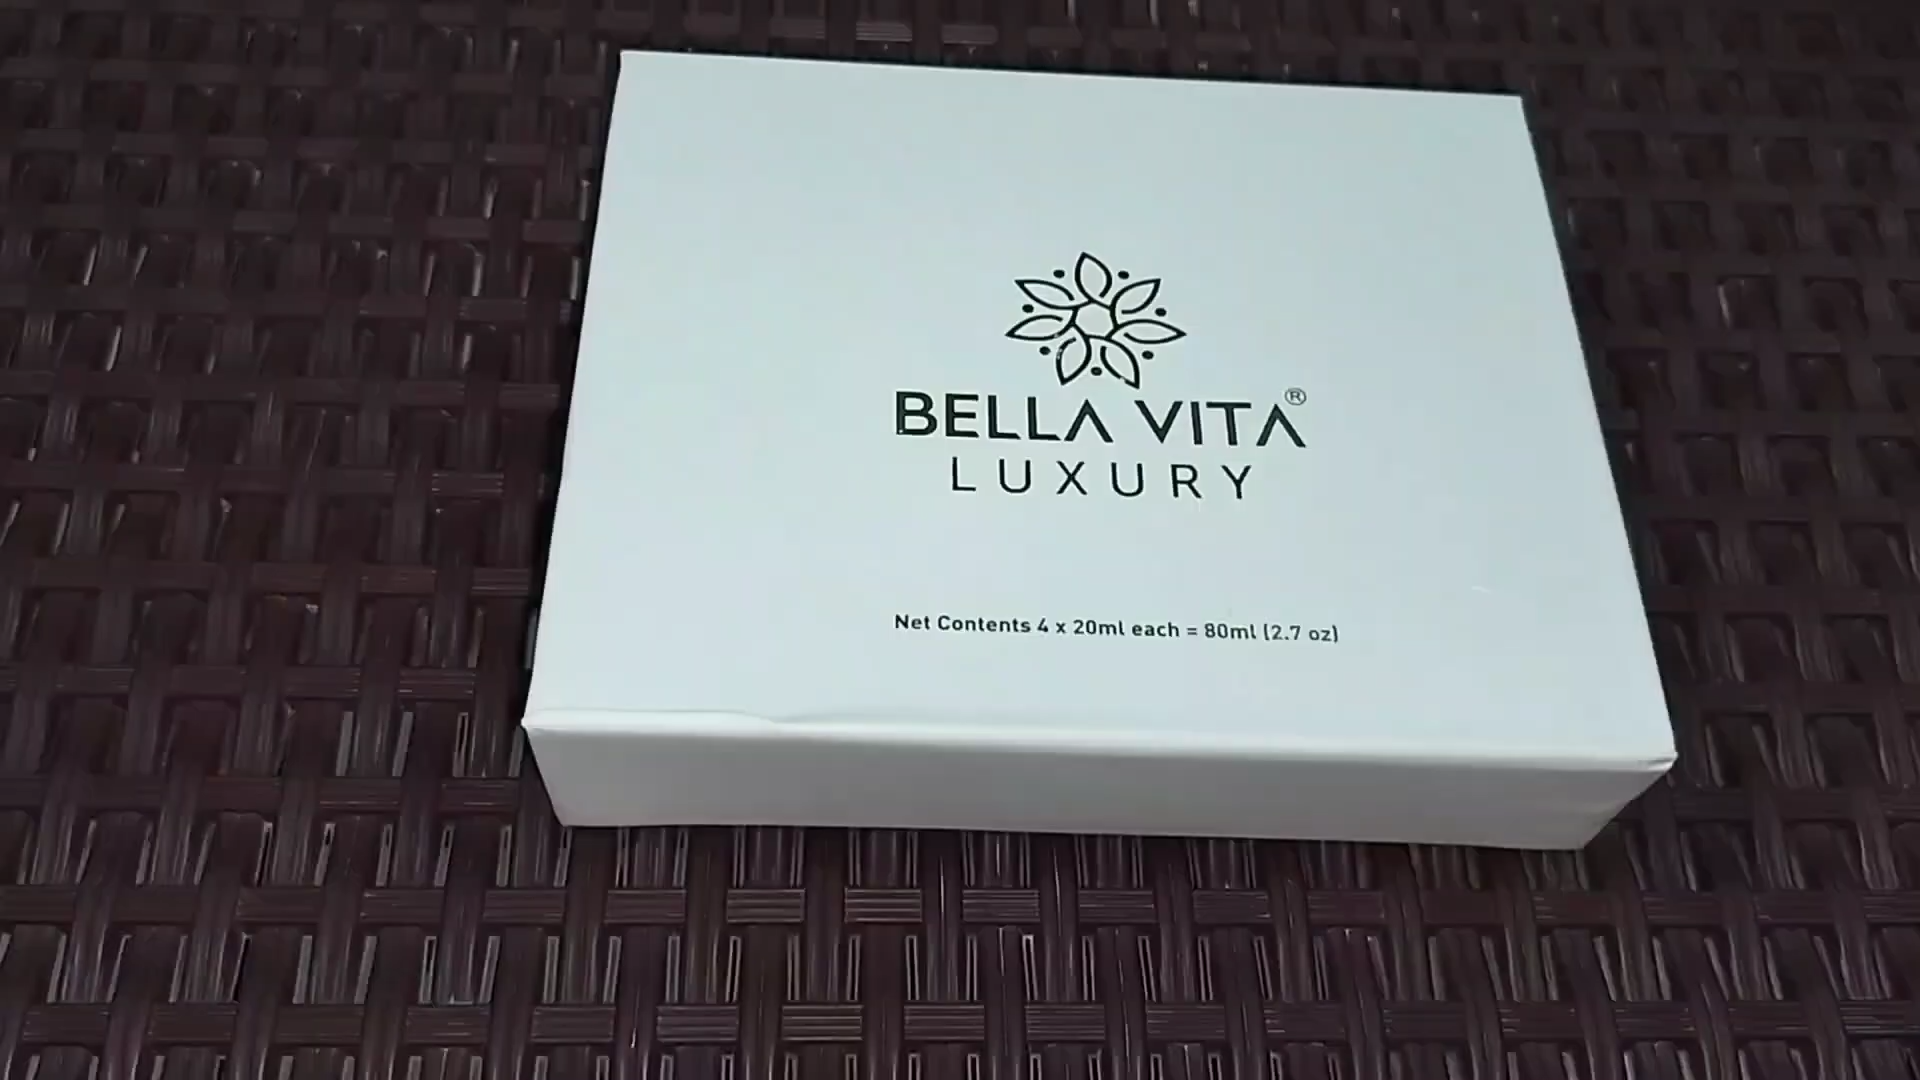 BELLA VITA®
LUXURY
Net Contents 4 x 20ml each = 80ml (2.7 oz)